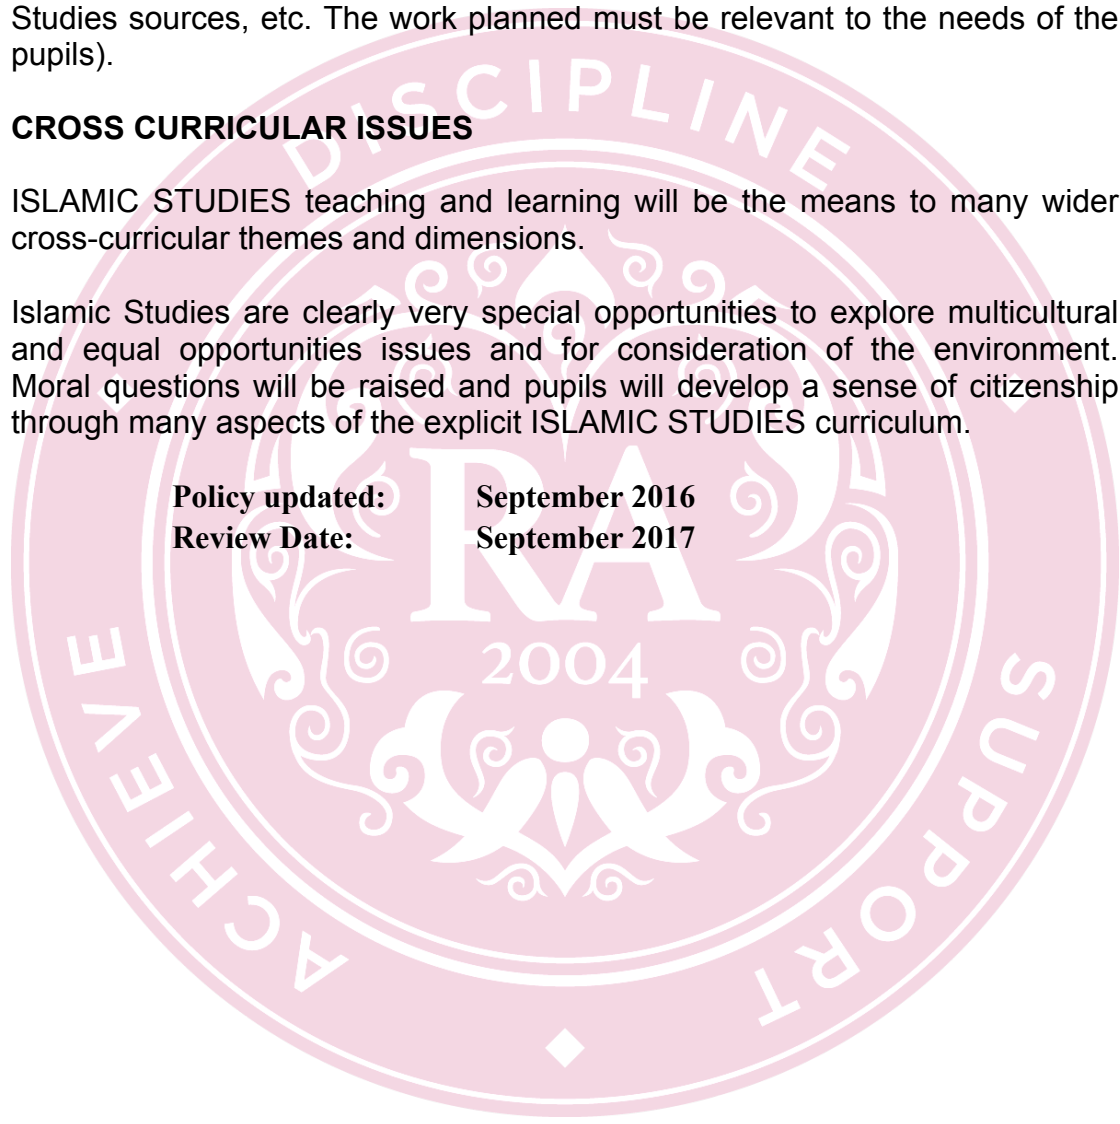 Studies sources, etc. The work planned must be relevant to the needs of the
pupils).
CROSS CURRICULAR ISSUES
ISLAMIC STUDIES teaching and learning will be the means to many wider
cross-curricular themes and dimensions.
Islamic Studies are clearly very special opportunities to explore multicultural
and equal opportunities issues and for consideration of the environment.
Moral questions will be raised and pupils will develop a sense of citizenship
through many aspects of the explicit ISLAMIC STUDIES curriculum.
Policy updated: September 2016
Review Date: September 2017
DISCIPLINE
RA
2004
ACHIEVE
SUPPORT